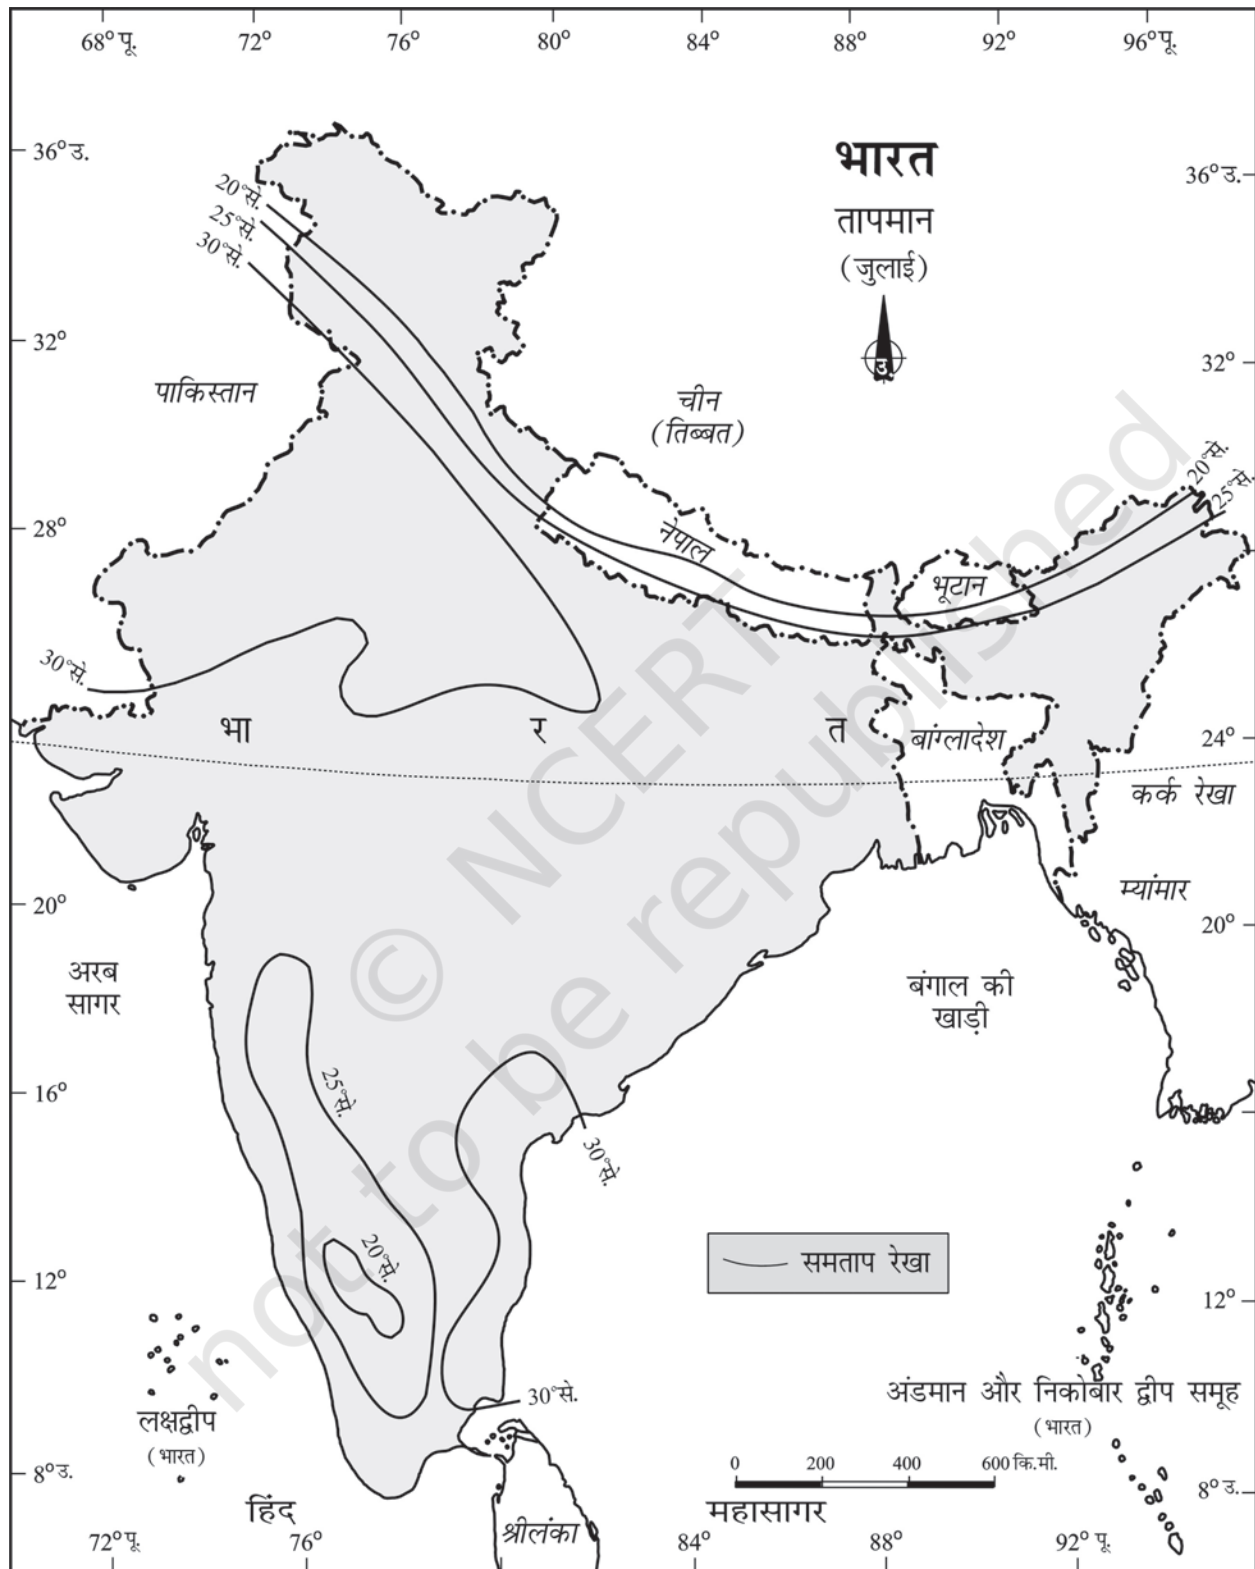 68° पू.
72°
76°
80°
84°
88°
92°
96° पू.
36° उ.
भारत
तापमान
(जुलाई)
36° उ.
20°से.
25°से.
30°से.
उ
32°
32°
पाकिस्तान
चीन
(तिब्बत)
20°से.
25°से.
28°
नेपाल
भूटान
30°से.
भा र त
बांग्लादेश
24°
कर्क रेखा
म्यांमार
20°
20°
अरब
सागर
बंगाल की
खाड़ी
16°
25°से.
30°से.
20°से.
समताप रेखा
12°
12°
30°से.
अंडमान और निकोबार द्वीप समूह
(भारत)
लक्षद्वीप
(भारत)
0 200 400 600 कि.मी.
8° उ.
8° उ.
हिंद
महासागर
श्रीलंका
72° पू.
76°
84°
88°
92° पू.
© NCERT
not to be republished